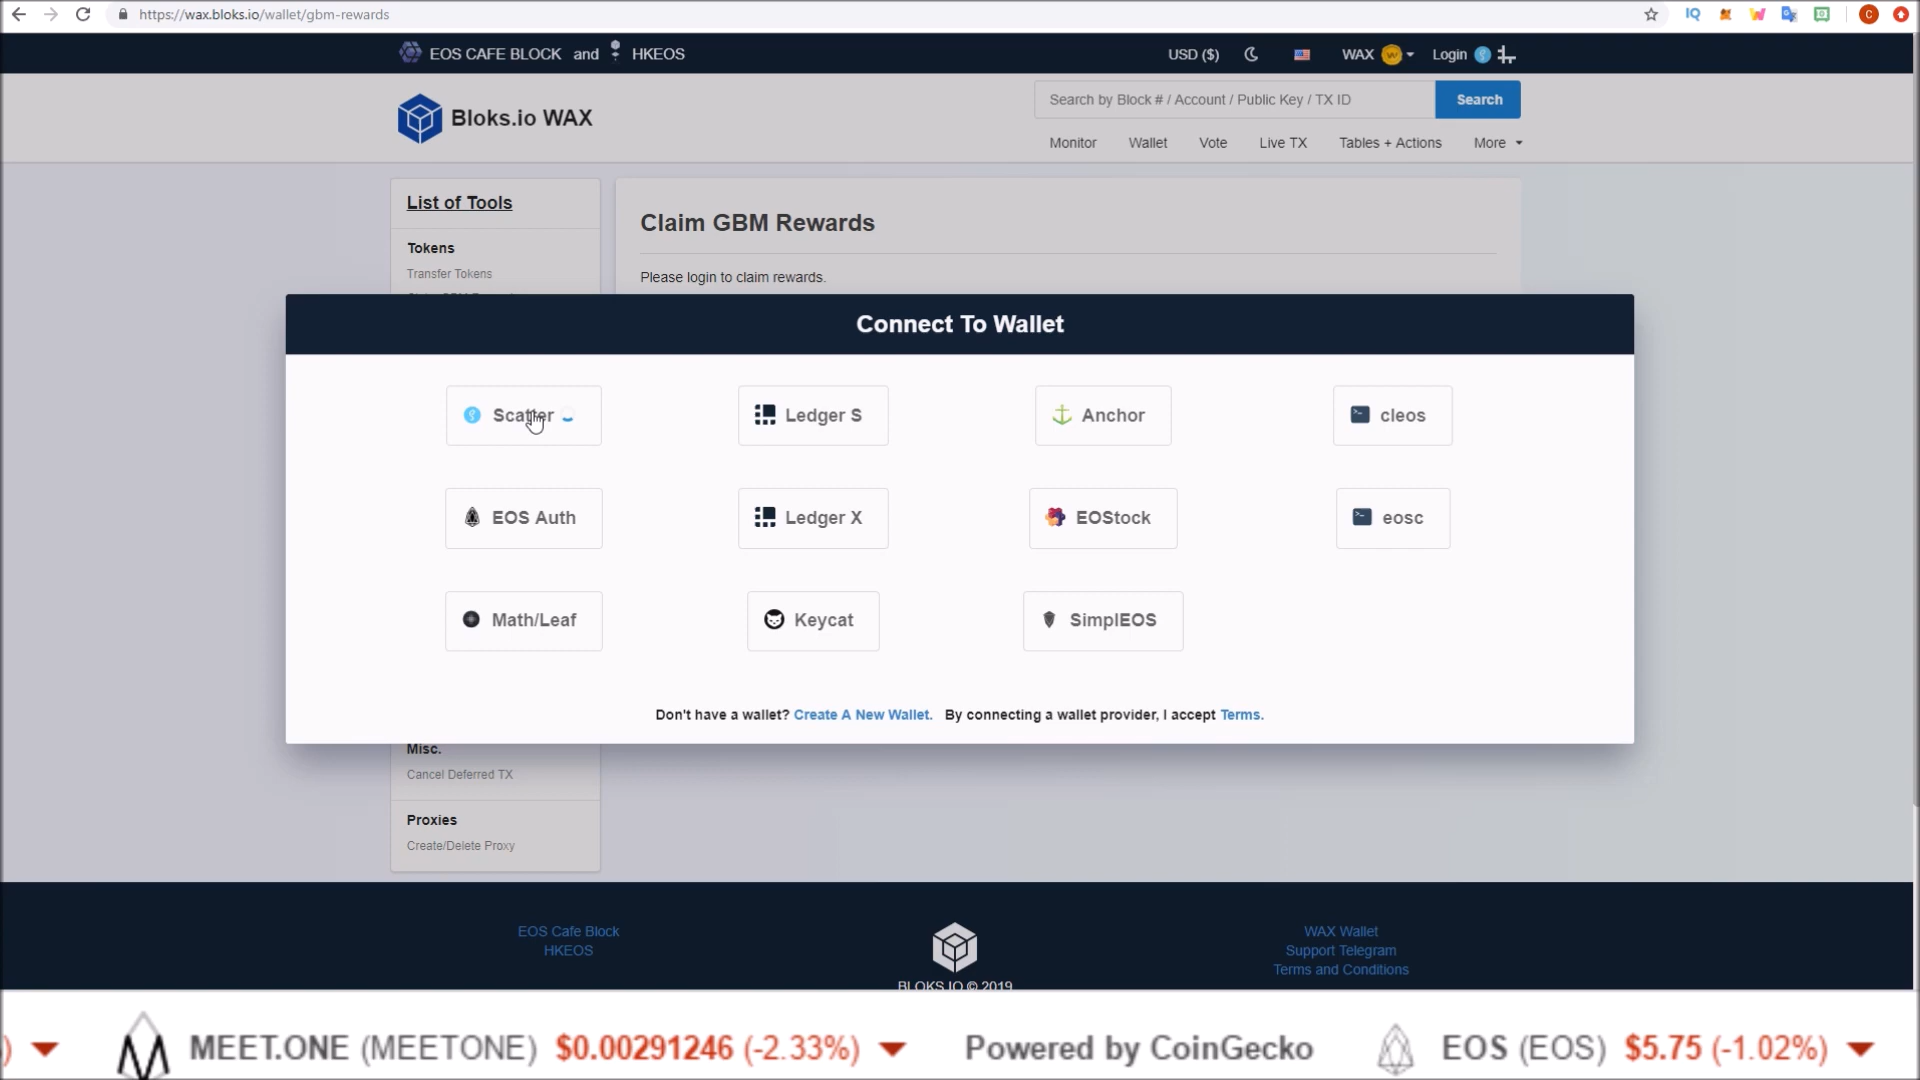 https://wax.bloks.io/wallet/gbm-rewards
EOS CAFE BLOCK and HKEOS
USD ($) WAX Login
Bloks.io WAX
Search by Block # / Account / Public Key / TX ID Search
Monitor Wallet Vote Live TX Tables + Actions More
List of Tools
Tokens
Transfer Tokens
Claim GBM Rewards
Please login to claim rewards.
Connect To Wallet
Scatter Ledger S Anchor cleos
EOS Auth Ledger X EOStock eosc
Math/Leaf Keycat SimplEOS
Don't have a wallet? Create A New Wallet. By connecting a wallet provider, I accept Terms.
Misc.
Cancel Deferred TX
Proxies
Create/Delete Proxy
EOS Cafe Block
HKEOS
BLOKS.IO © 2019
WAX Wallet
Support Telegram
Terms and Conditions
) MEET.ONE (MEETONE) $0.00291246 (-2.33%) Powered by CoinGecko EOS (EOS) $5.75 (-1.02%)